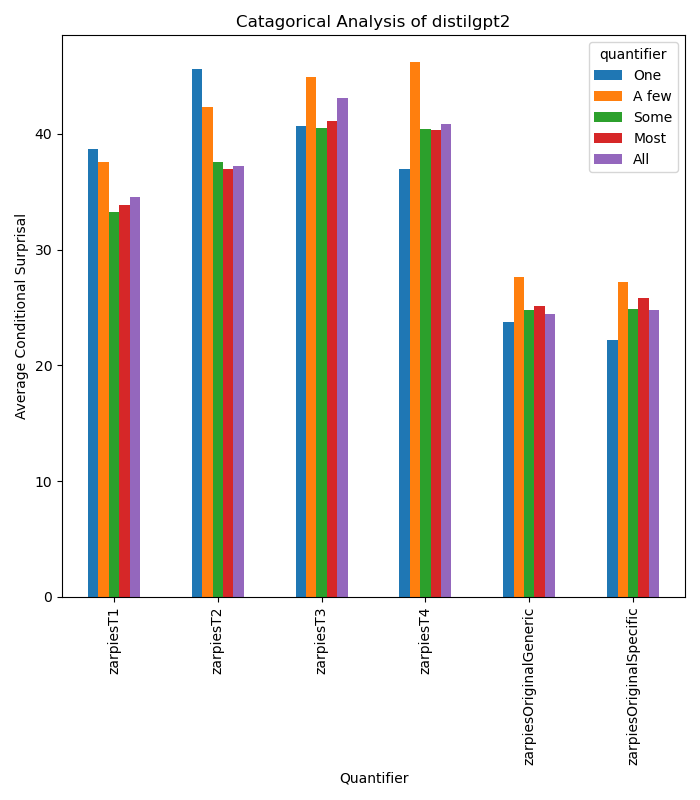 Catagorical Analysis of distilgpt2
quantifier
One
A few
Some
Most
All
Average Conditional Surprisal
40
30
20
10
0
zarpiesT1
zarpiesT2
zarpiesT3
zarpiesT4
zarpiesOriginalGeneric
zarpiesOriginalSpecific
Quantifier